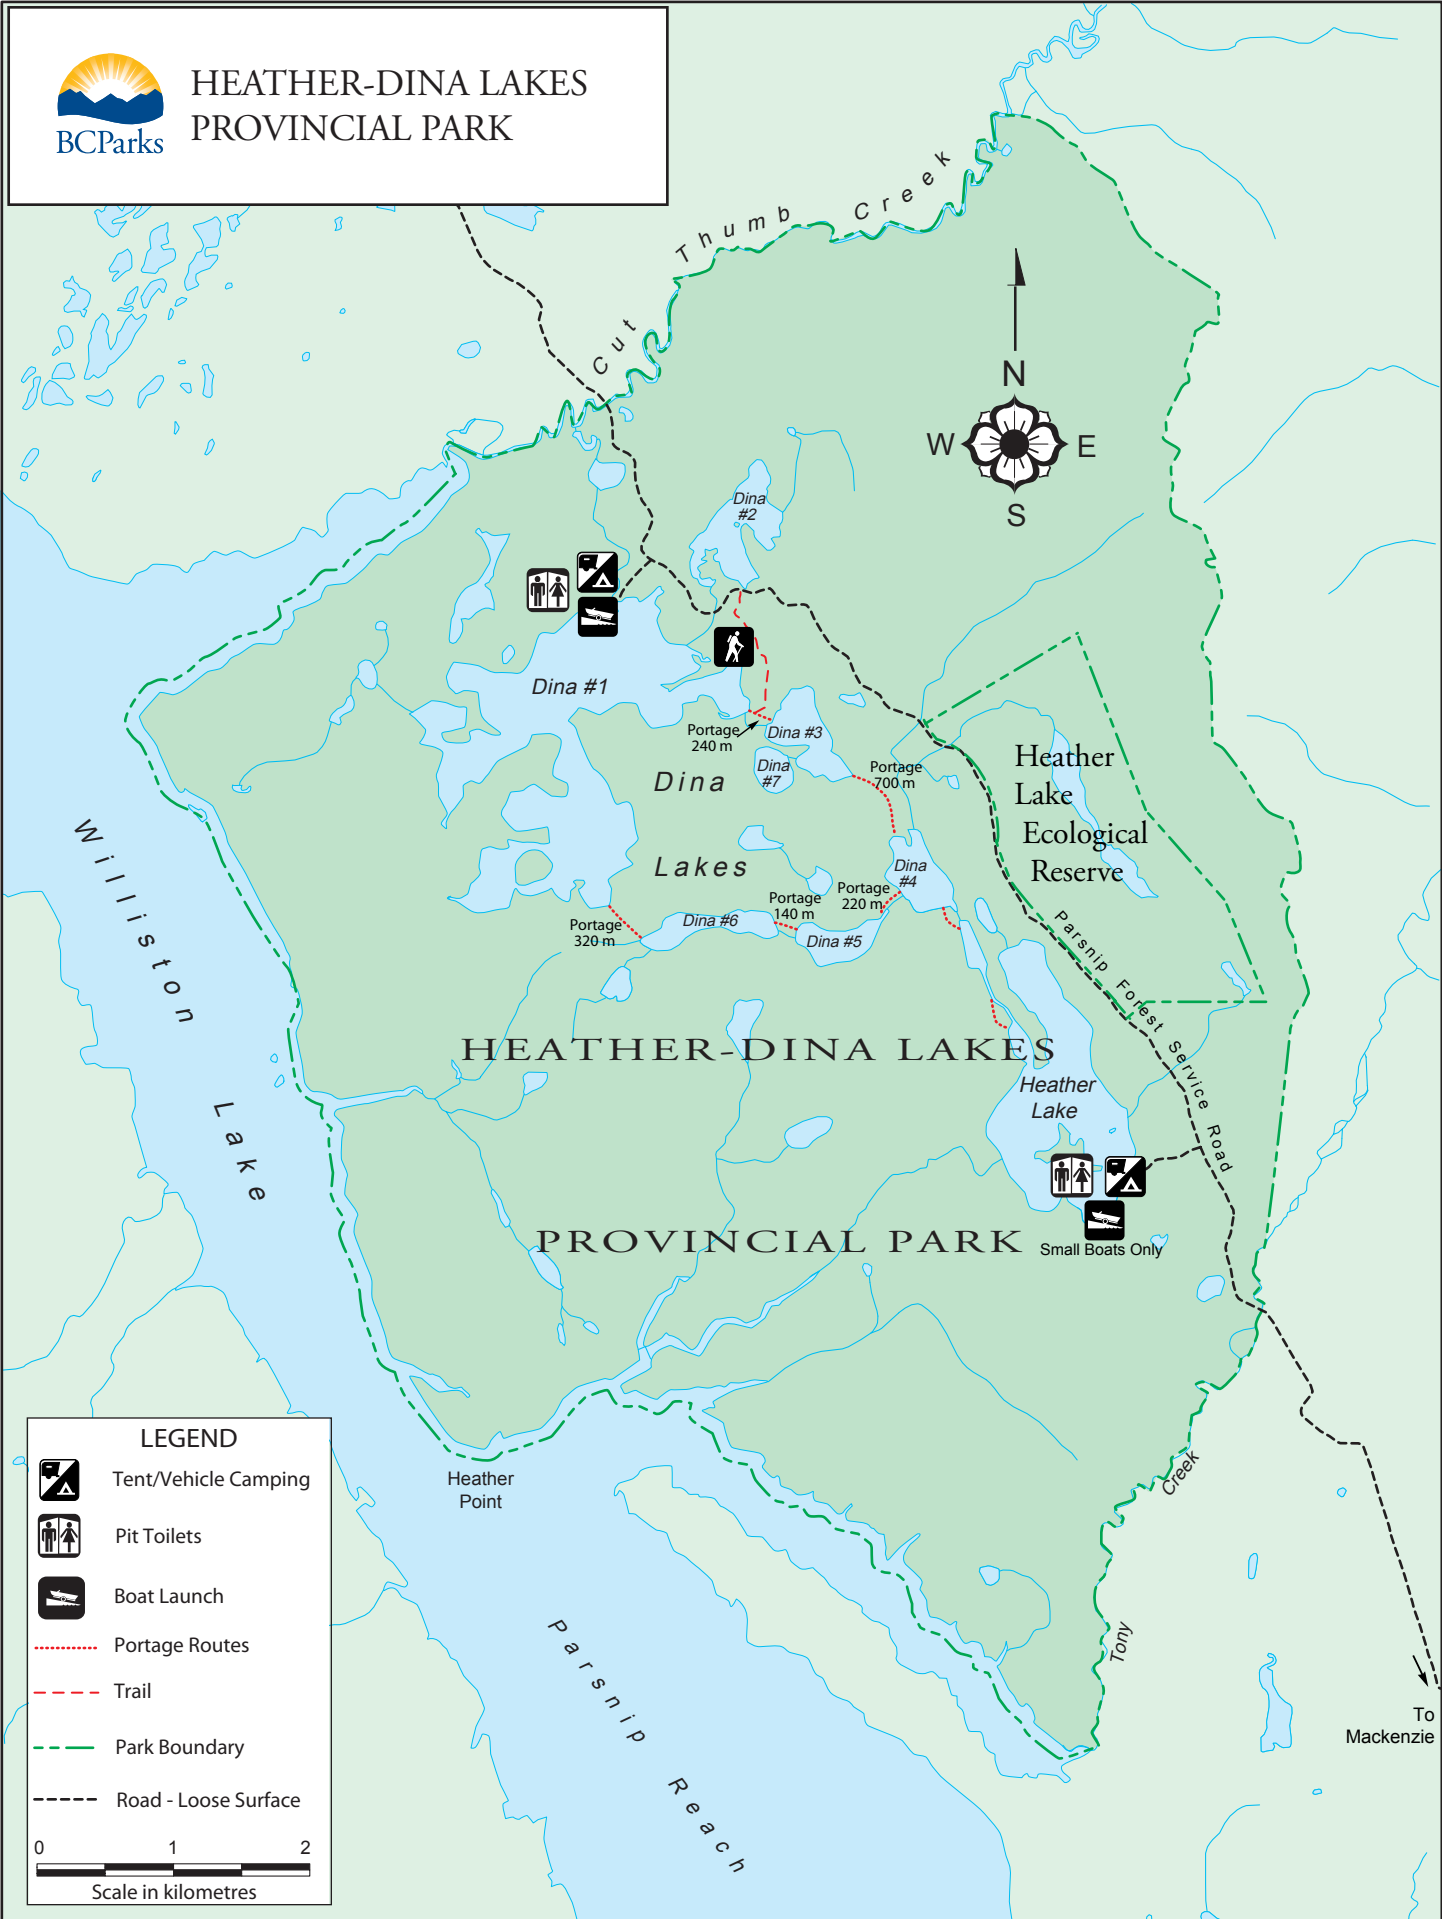 BCParks
HEATHER-DINA LAKES
PROVINCIAL PARK
Cut Thumb Creek
N
W
E
S
Dina
#2
Dina #1
Portage
240 m
Dina #3
Dina
#7
Portage
700 m
Heather
Lake
Ecological
Reserve
Dina
Lakes
Dina
#4
Portage
220 m
Portage
140 m
Dina #6
Dina #5
Portage
320 m
Williston Lake
Parsnip Forest Service Road
HEATHER-DINA LAKES
PROVINCIAL PARK
Heather
Lake
Small Boats Only
Heather
Point
Tony Creek
Parsnip Reach
To
Mackenzie
LEGEND
Tent/Vehicle Camping
Pit Toilets
Boat Launch
Portage Routes
Trail
Park Boundary
Road - Loose Surface
0 1 2
Scale in kilometres